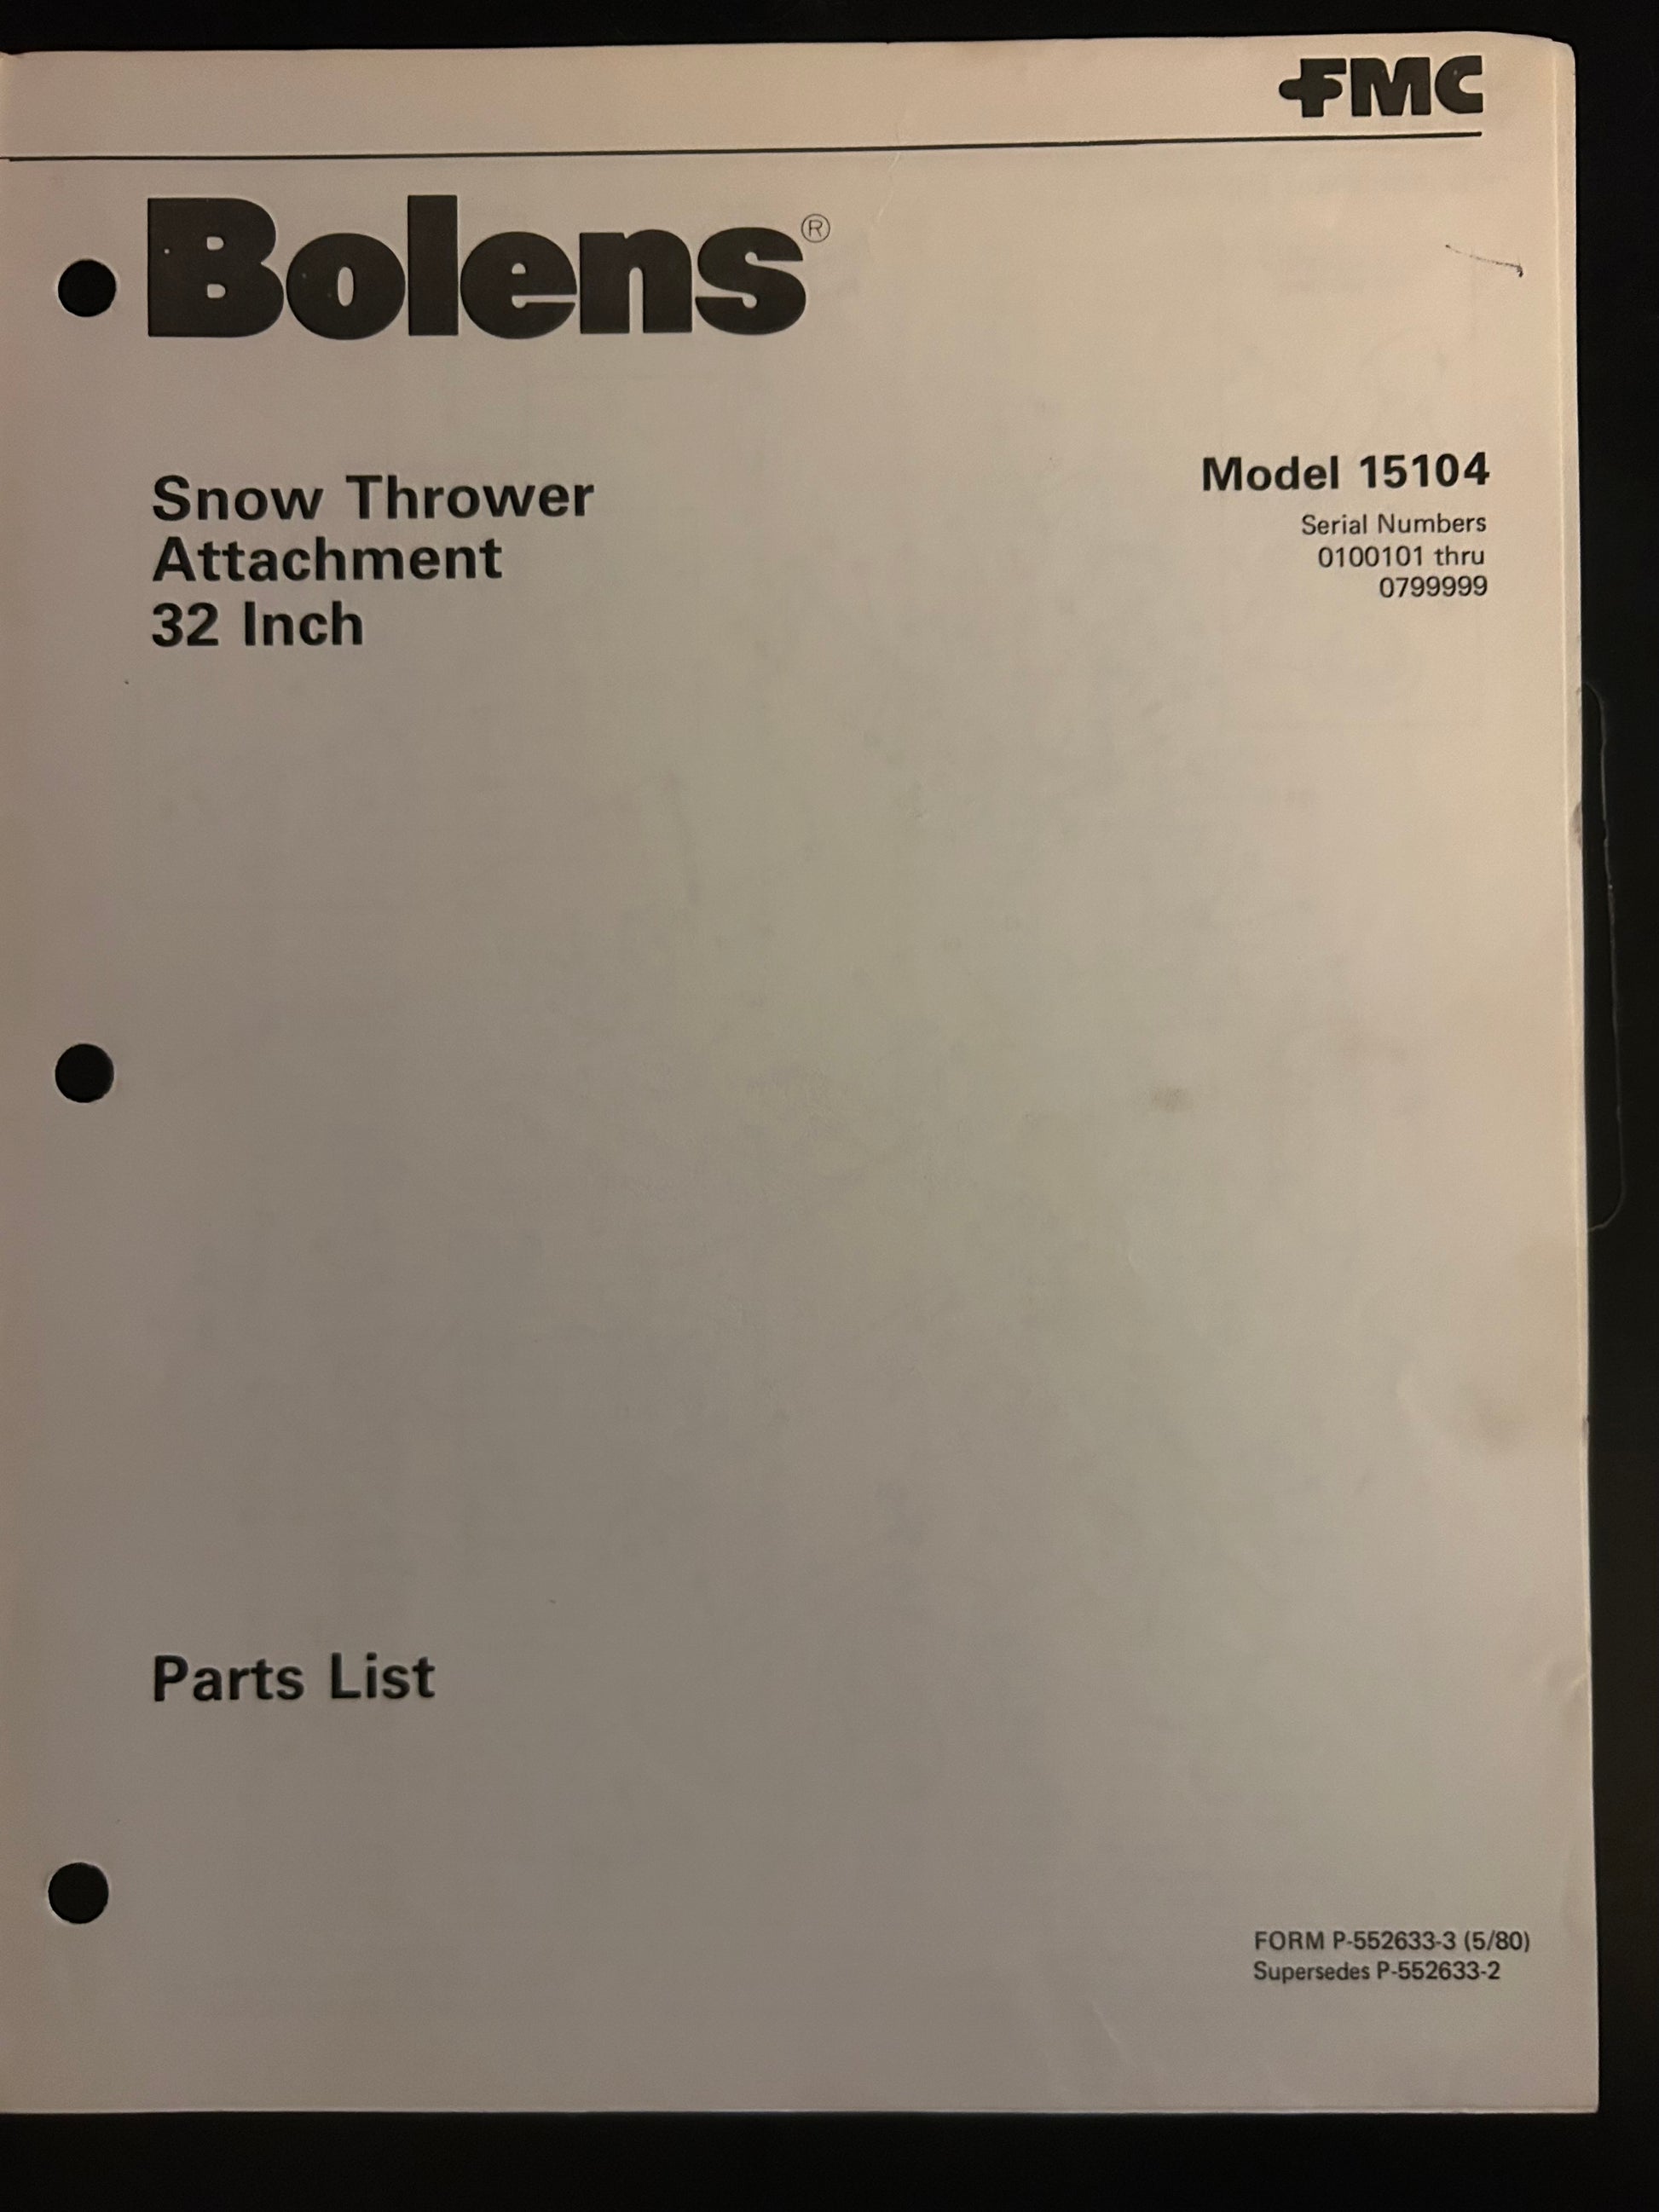 FMC
Bolens®
Snow Thrower
Attachment
32 Inch
Model 15104
Serial Numbers
0100101 thru
0799999
Parts List
FORM P-552633-3 (5/80)
Supersedes P-552633-2